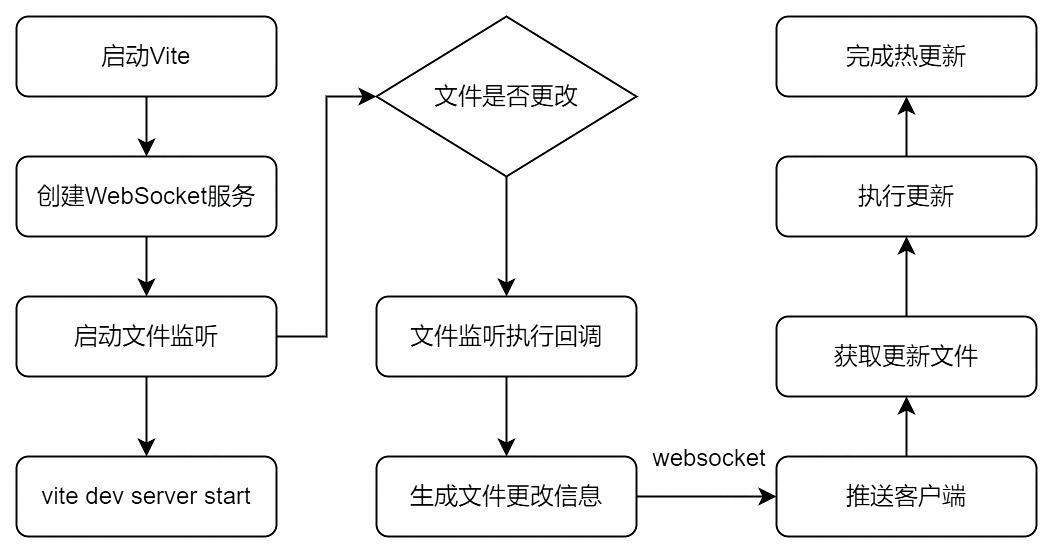 启动Vite
创建WebSocket服务
启动文件监听
vite dev server start
文件是否更改
文件监听执行回调
生成文件更改信息
websocket
推送客户端
获取更新文件
执行更新
完成热更新